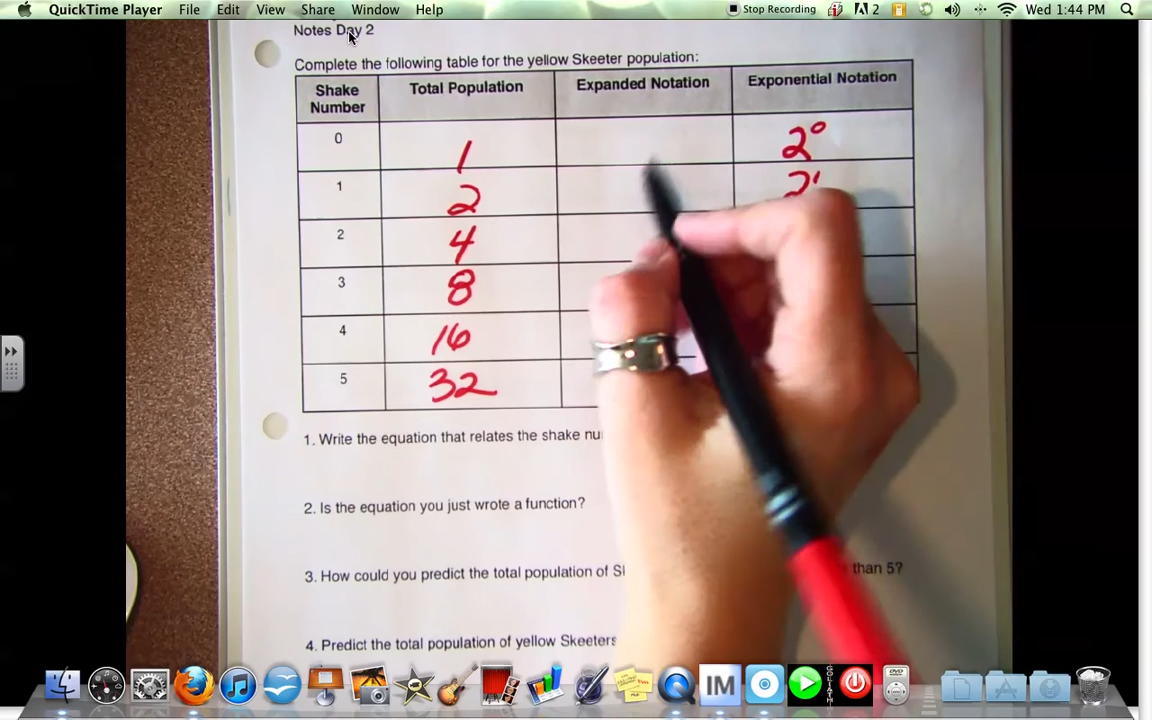 QuickTime Player File Edit View Share Window Help Stop Recording 2 Wed 1:44 PM
Notes Day 2
Complete the following table for the yellow Skeeter population:
Shake Number Total Population Expanded Notation Exponential Notation
0 1 2⁰
1 2 2¹
2 4
3 8
4 16
5 32
1. Write the equation that relates the shake
2. Is the equation you just wrote a function?
3. How could you predict the total population of than 5?
4. Predict the total population of yellow Skeeters
IM